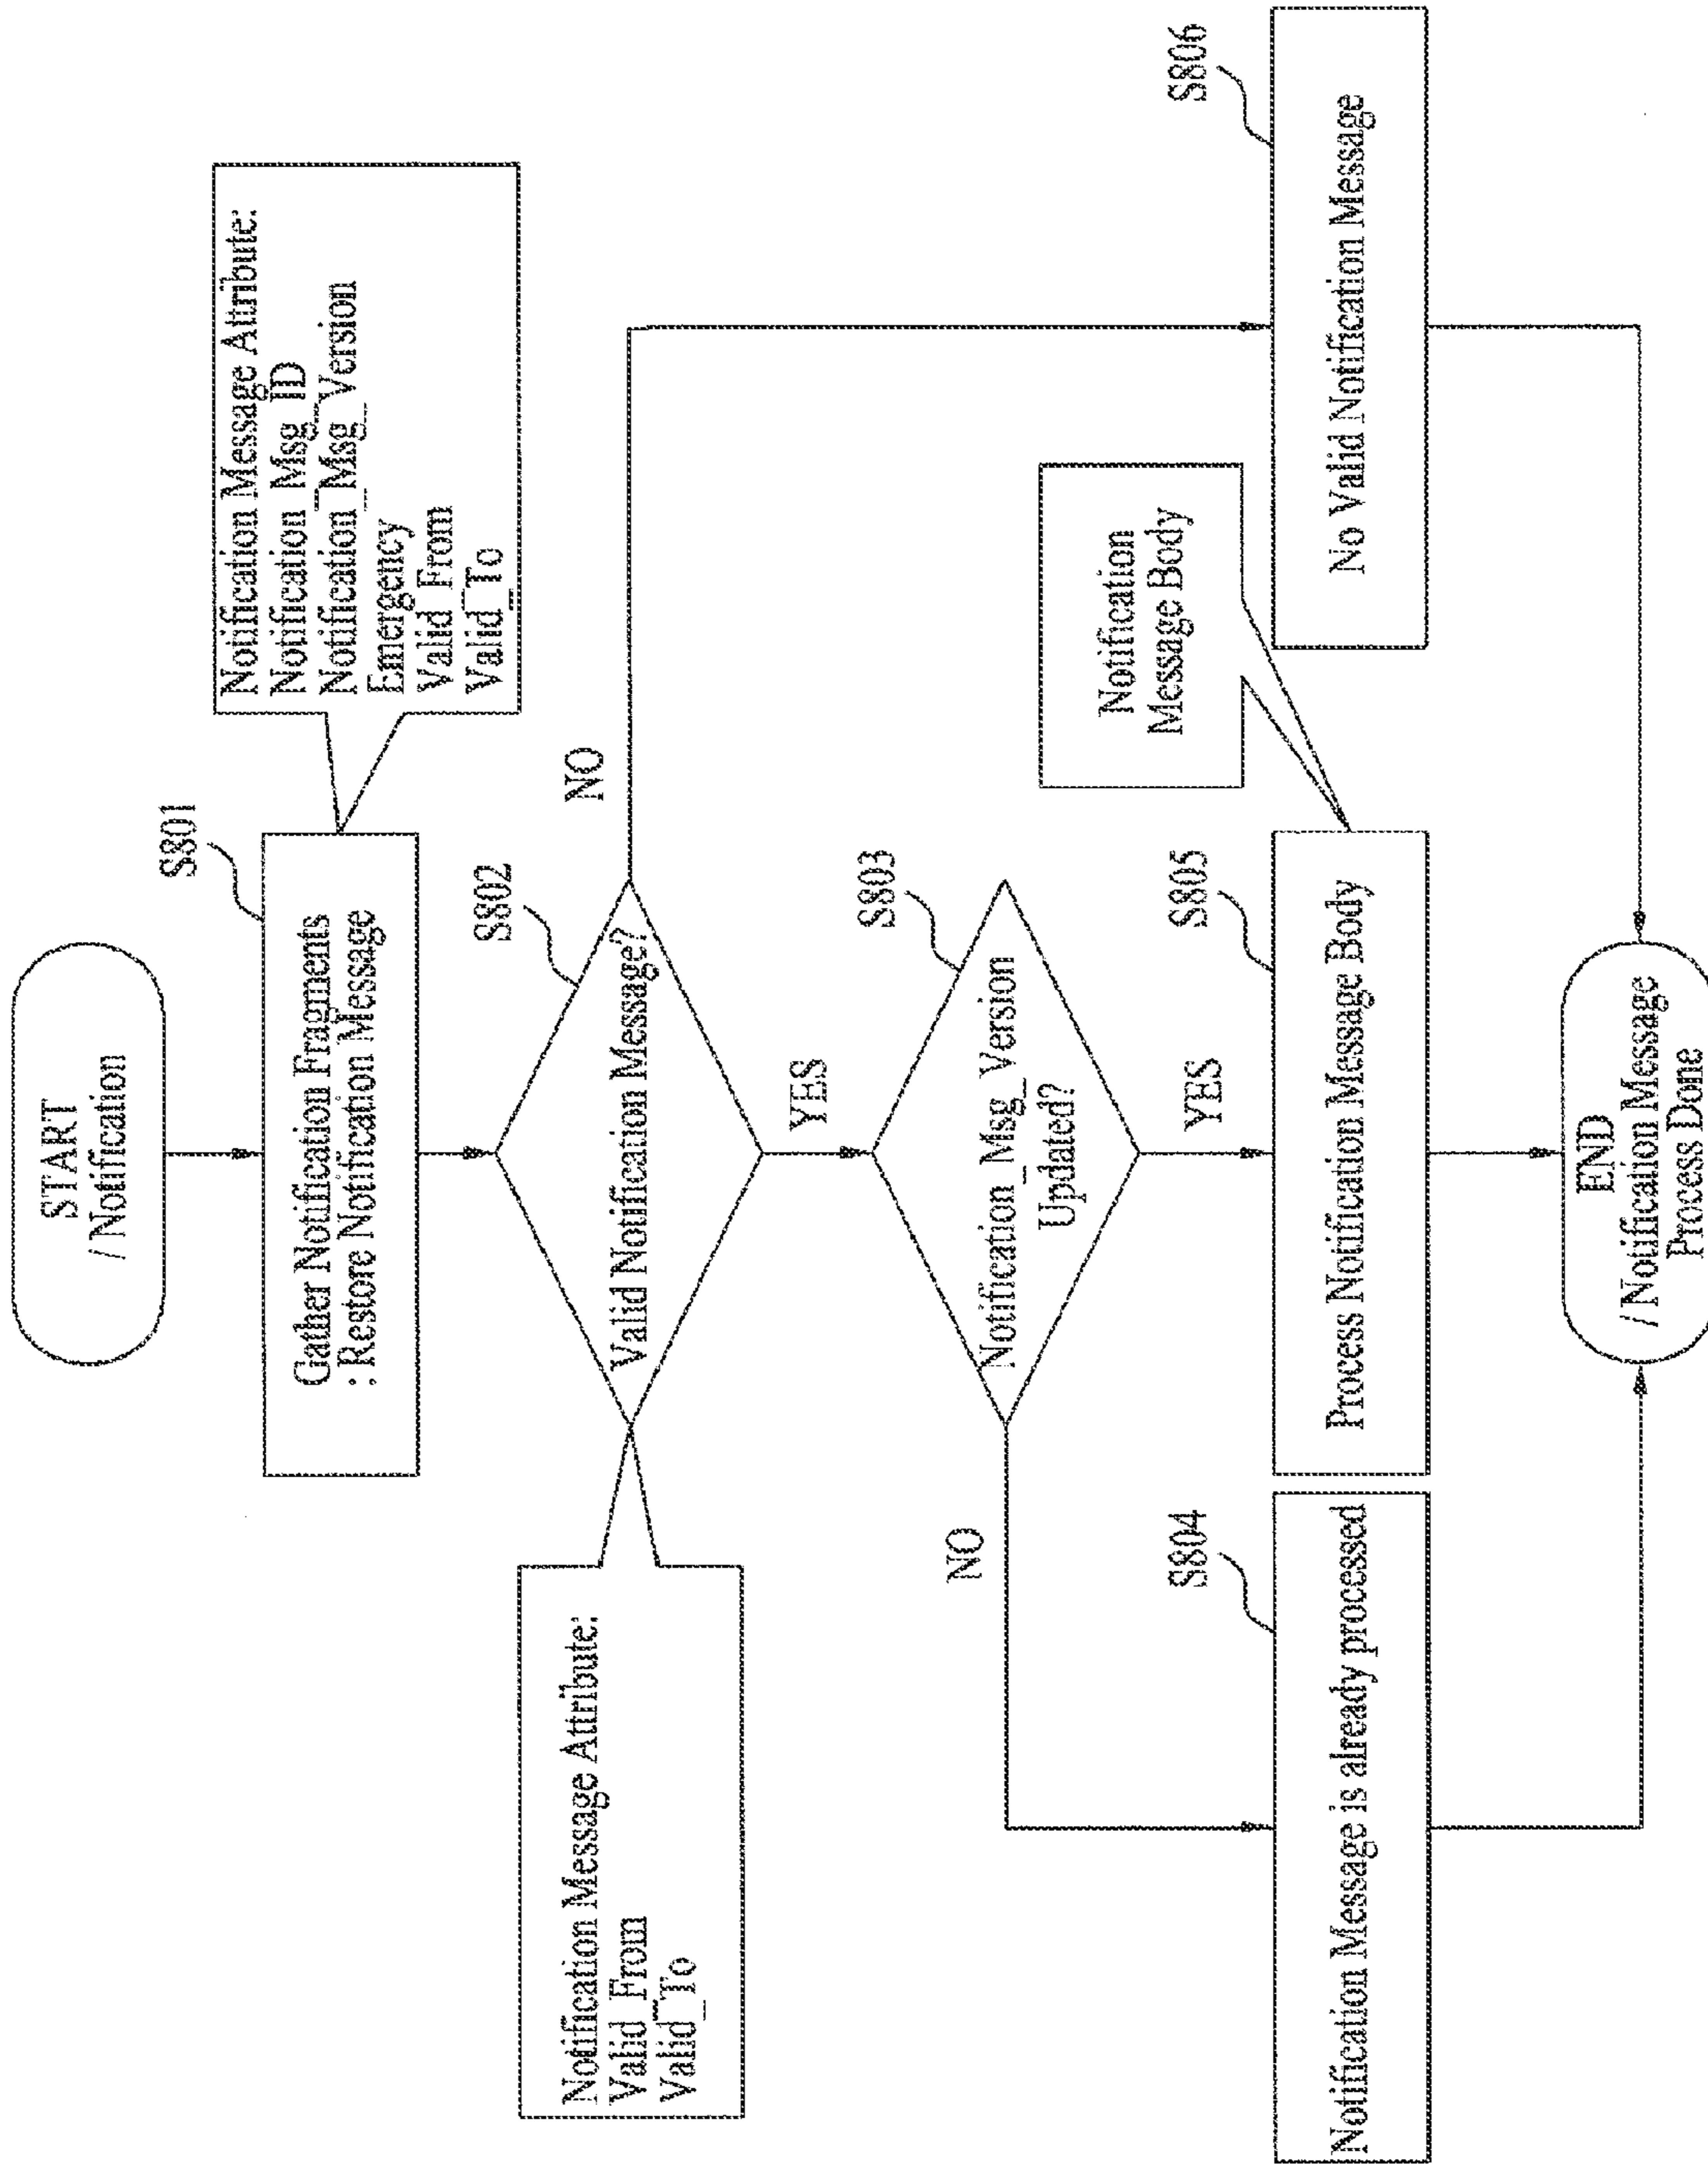 START
/ Notification
S801
Gather Notification Fragments
: Restore Notification Message
Notification Message Attribute:
Notification_Msg_ID
Notification_Msg_Version
Emergency
Valid_From
Valid_To
S802
Valid Notification Message?
NO
Notification Message Attribute:
Valid_From
Valid_To
YES
S803
Notification_Msg_Version
Updated?
NO
YES
Notification
Message Body
S804
Notification Message is already processed
S805
Process Notification Message Body
S806
No Valid Notification Message
END
/ Notification Message
Process Done